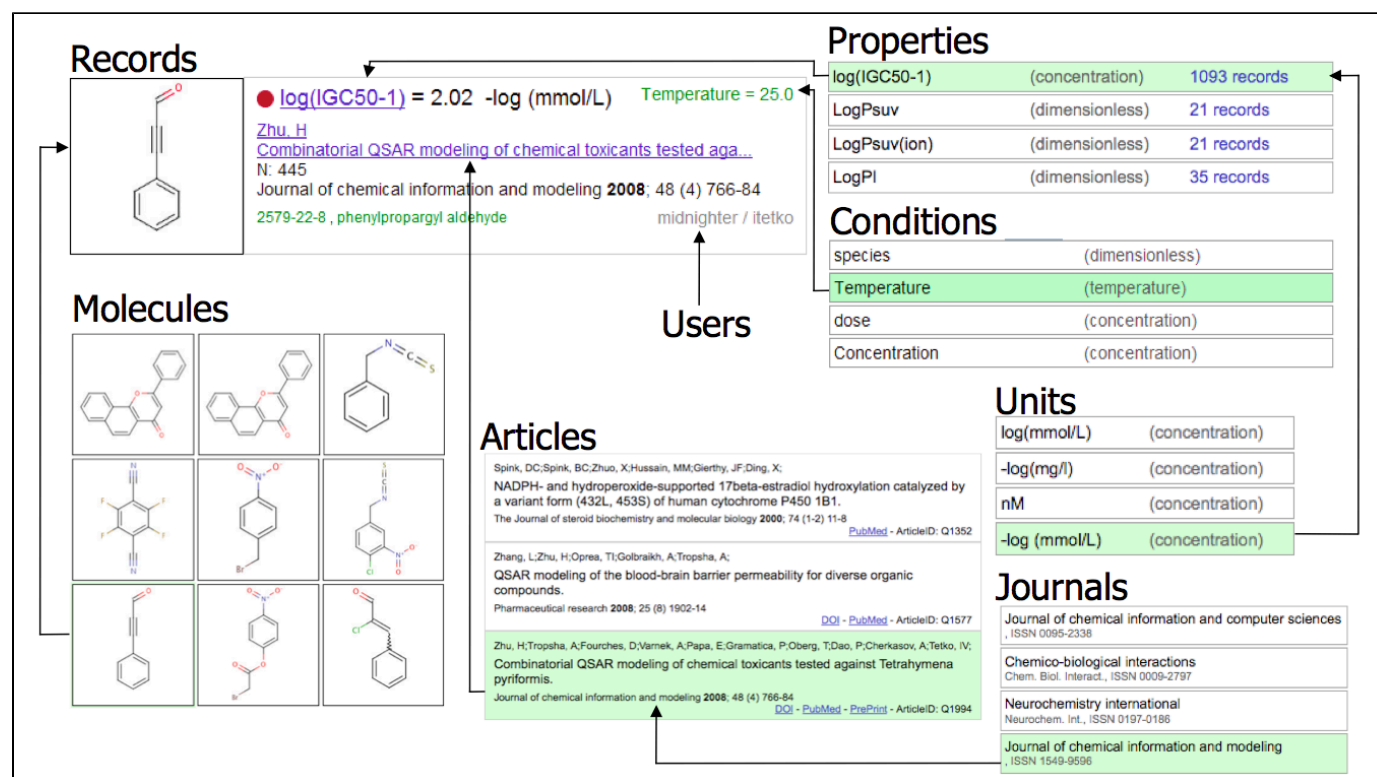 Records
log(IGC50-1) = 2.02 -log (mmol/L)
Temperature = 25.0
Zhu, H
Combinatorial QSAR modeling of chemical toxicants tested aga...
N: 445
Journal of chemical information and modeling 2008; 48 (4) 766-84
2579-22-8 , phenylpropargyl aldehyde
midnighter / itetko
O
Properties
log(IGC50-1) (concentration) 1093 records
LogPsuv (dimensionless) 21 records
LogPsuv(ion) (dimensionless) 21 records
LogPI (dimensionless) 35 records
Conditions
species (dimensionless)
Temperature (temperature)
dose (concentration)
Concentration (concentration)
Users
Molecules
O
O
O
O
N
C
S
N
F
F
F
F
N
O
N+
O-
Br
S
C
N
N+
O
O-
Cl
O
O
N+
O-
O
O
Br
O
Cl
Articles
Spink, DC;Spink, BC;Zhuo, X;Hussain, MM;Gierthy, JF;Ding, X;
NADPH- and hydroperoxide-supported 17beta-estradiol hydroxylation catalyzed by
a variant form (432L, 453S) of human cytochrome P450 1B1.
The Journal of steroid biochemistry and molecular biology 2000; 74 (1-2) 11-8
PubMed - ArticleID: Q1352
Zhang, L;Zhu, H;Oprea, TI;Golbraikh, A;Tropsha, A;
QSAR modeling of the blood-brain barrier permeability for diverse organic
compounds.
Pharmaceutical research 2008; 25 (8) 1902-14
DOI - PubMed - ArticleID: Q1577
Zhu, H;Tropsha, A;Fourches, D;Varnek, A;Papa, E;Gramatica, P;Oberg, T;Dao, P;Cherkasov, A;Tetko, IV;
Combinatorial QSAR modeling of chemical toxicants tested against Tetrahymena
pyriformis.
Journal of chemical information and modeling 2008; 48 (4) 766-84
DOI - PubMed - PrePrint - ArticleID: Q1994
Units
log(mmol/L) (concentration)
-log(mg/l) (concentration)
nM (concentration)
-log (mmol/L) (concentration)
Journals
Journal of chemical information and computer sciences
, ISSN 0095-2338
Chemico-biological interactions
Chem. Biol. Interact., ISSN 0009-2797
Neurochemistry international
Neurochem. Int., ISSN 0197-0186
Journal of chemical information and modeling
, ISSN 1549-9596